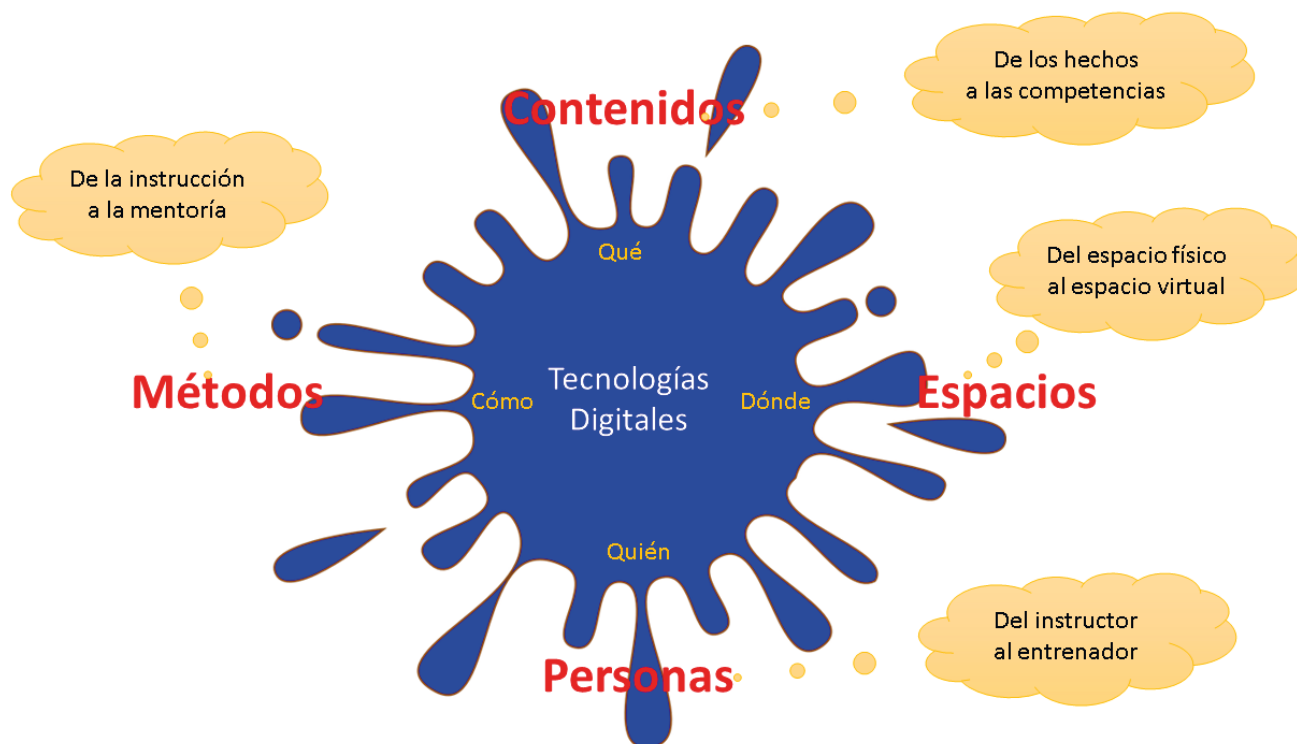 De los hechos
a las competencias
Contenidos
De la instrucción
a la mentoría
Qué
Del espacio físico
al espacio virtual
Métodos
Cómo
Tecnologías
Digitales
Dónde
Espacios
Quién
Del instructor
al entrenador
Personas